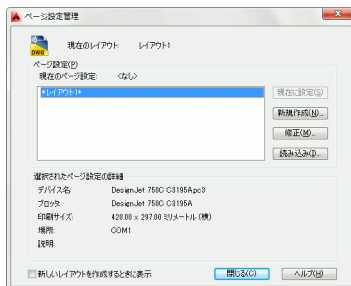 ページ設定管理
DWG
現在のレイアウト: レイアウト1
ページ設定(P)
現在のページ設定: <なし>
*レイアウト1*
現在に設定(S)
新規作成(N)...
修正(M)...
読み込み(I)...
選択されたページ設定の詳細
デバイス名: DesignJet 750C C3195A.pc3
プロッタ: DesignJet 750C C3195A
印刷サイズ: 420.00 x 297.00 ミリメートル (横)
場所: COM1
説明:
新しいレイアウトを作成するときに表示
閉じる(C)
ヘルプ(H)